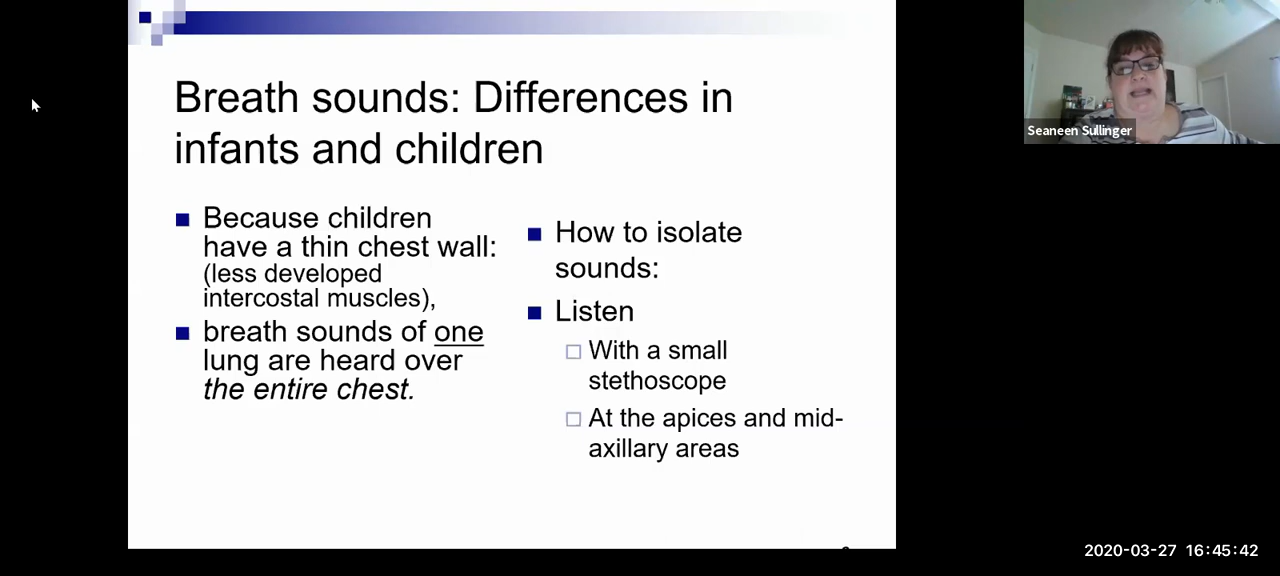 Breath sounds: Differences in
infants and children
Because children
have a thin chest wall:
(less developed
intercostal muscles),
breath sounds of one
lung are heard over
the entire chest.
How to isolate
sounds:
Listen
With a small
stethoscope
At the apices and mid-
axillary areas
Seaneen Sullinger
2020-03-27 16:45:42